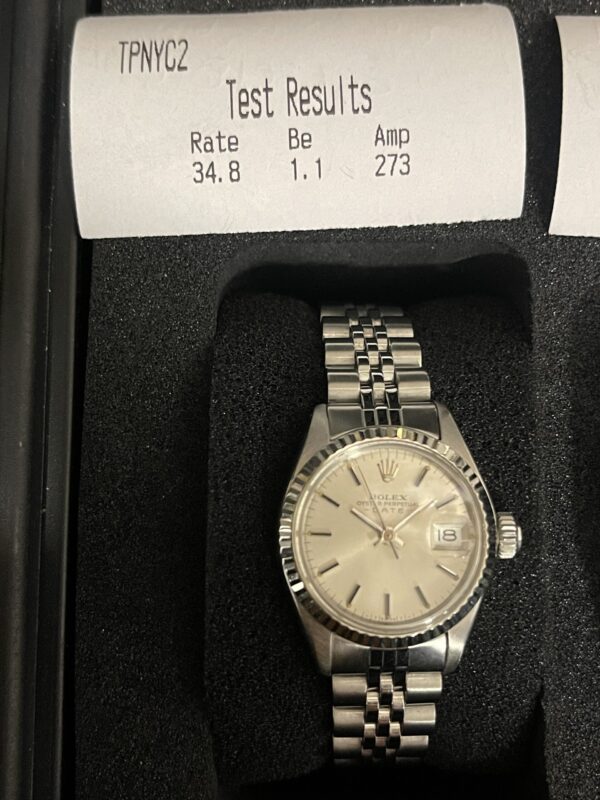 TPNYC2
Test Results
Rate Be Amp
34.8 1.1 273
ROLEX
OYSTER PERPETUAL
DATE
18